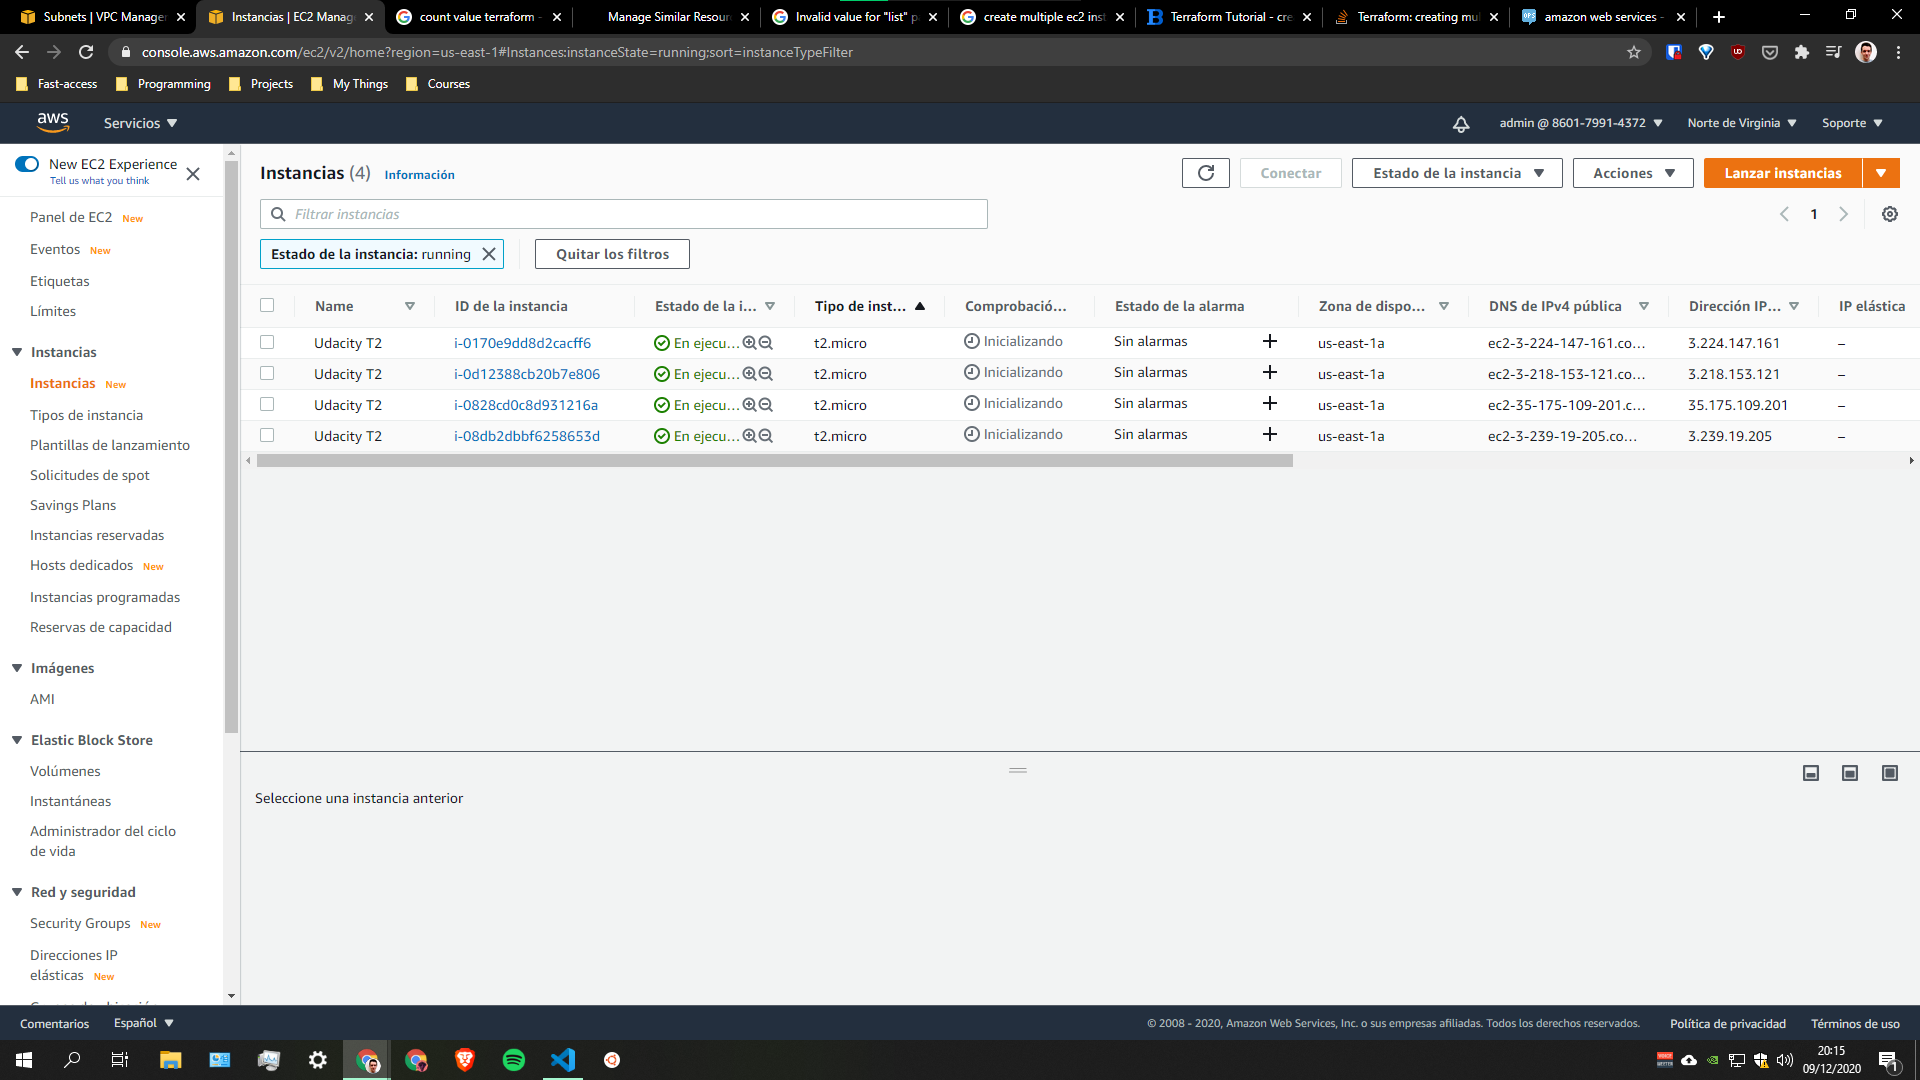 Subnets | VPC Manage
Instancias | EC2 Manag
count value terraform -
Manage Similar Resour
Invalid value for "list" p
create multiple ec2 inst
Terraform Tutorial - cre
Terraform: creating mul
amazon web services -
console.aws.amazon.com/ec2/v2/home?region=us-east-1#Instances:instanceState=running;sort=instanceTypeFilter
Fast-access
Programming
Projects
My Things
Courses
aws
Servicios
admin @ 8601-7991-4372
Norte de Virginia
Soporte
New EC2 Experience
Tell us what you think
Panel de EC2 New
Eventos New
Etiquetas
Límites
Instancias
Instancias New
Tipos de instancia
Plantillas de lanzamiento
Solicitudes de spot
Savings Plans
Instancias reservadas
Hosts dedicados New
Instancias programadas
Reservas de capacidad
Imágenes
AMI
Elastic Block Store
Volúmenes
Instantáneas
Administrador del ciclo
de vida
Red y seguridad
Security Groups New
Direcciones IP
elásticas New
Instancias (4) Información
Conectar
Estado de la instancia
Acciones
Lanzar instancias
Filtrar instancias
1
Estado de la instancia: running
Quitar los filtros
Name ID de la instancia Estado de la i... Tipo de inst... Comprobació... Estado de la alarma Zona de dispo... DNS de IPv4 pública Dirección IP... IP elástica
Udacity T2 i-0170e9dd8d2cacff6 En ejecu... t2.micro Inicializando Sin alarmas us-east-1a ec2-3-224-147-161.co... 3.224.147.161 –
Udacity T2 i-0d12388cb20b7e806 En ejecu... t2.micro Inicializando Sin alarmas us-east-1a ec2-3-218-153-121.co... 3.218.153.121 –
Udacity T2 i-0828cd0c8d931216a En ejecu... t2.micro Inicializando Sin alarmas us-east-1a ec2-35-175-109-201.c... 35.175.109.201 –
Udacity T2 i-08db2dbbf6258653d En ejecu... t2.micro Inicializando Sin alarmas us-east-1a ec2-3-239-19-205.co... 3.239.19.205 –
Seleccione una instancia anterior
Comentarios
Español
© 2008 - 2020, Amazon Web Services, Inc. o sus empresas afiliadas. Todos los derechos reservados.
Política de privacidad
Términos de uso
20:15
09/12/2020
1